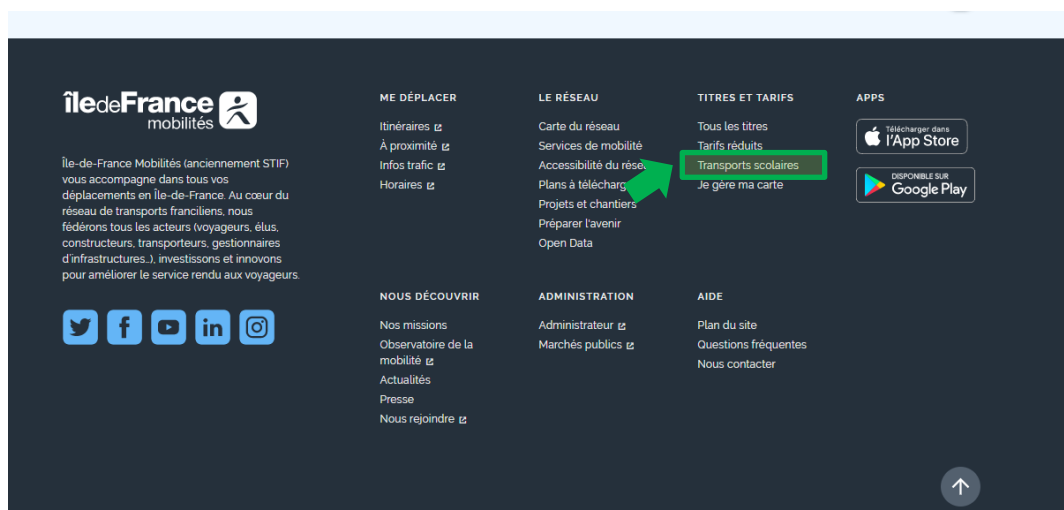 îledeFrance
mobilités
Île-de-France Mobilités (anciennement STIF)
vous accompagne dans tous vos
déplacements en Île-de-France. Au cœur du
réseau de transports franciliens, nous
fédérons tous les acteurs (voyageurs, élus,
constructeurs, transporteurs, gestionnaires
d'infrastructures…), investissons et innovons
pour améliorer le service rendu aux voyageurs.
ME DÉPLACER
Itinéraires
À proximité
Infos trafic
Horaires
LE RÉSEAU
Carte du réseau
Services de mobilité
Accessibilité du
Plans à
Projets et chantiers
Préparer l'avenir
Open Data
TITRES ET TARIFS
Tous les titres
Tarifs réduits
Transports scolaires
Je gère ma carte
APPS
Télécharger dans
l'App Store
DISPONIBLE SUR
Google Play
NOUS DÉCOUVRIR
Nos missions
Observatoire de la
mobilité
Actualités
Presse
Nous rejoindre
ADMINISTRATION
Administrateur
Marchés publics
AIDE
Plan du site
Questions fréquentes
Nous contacter